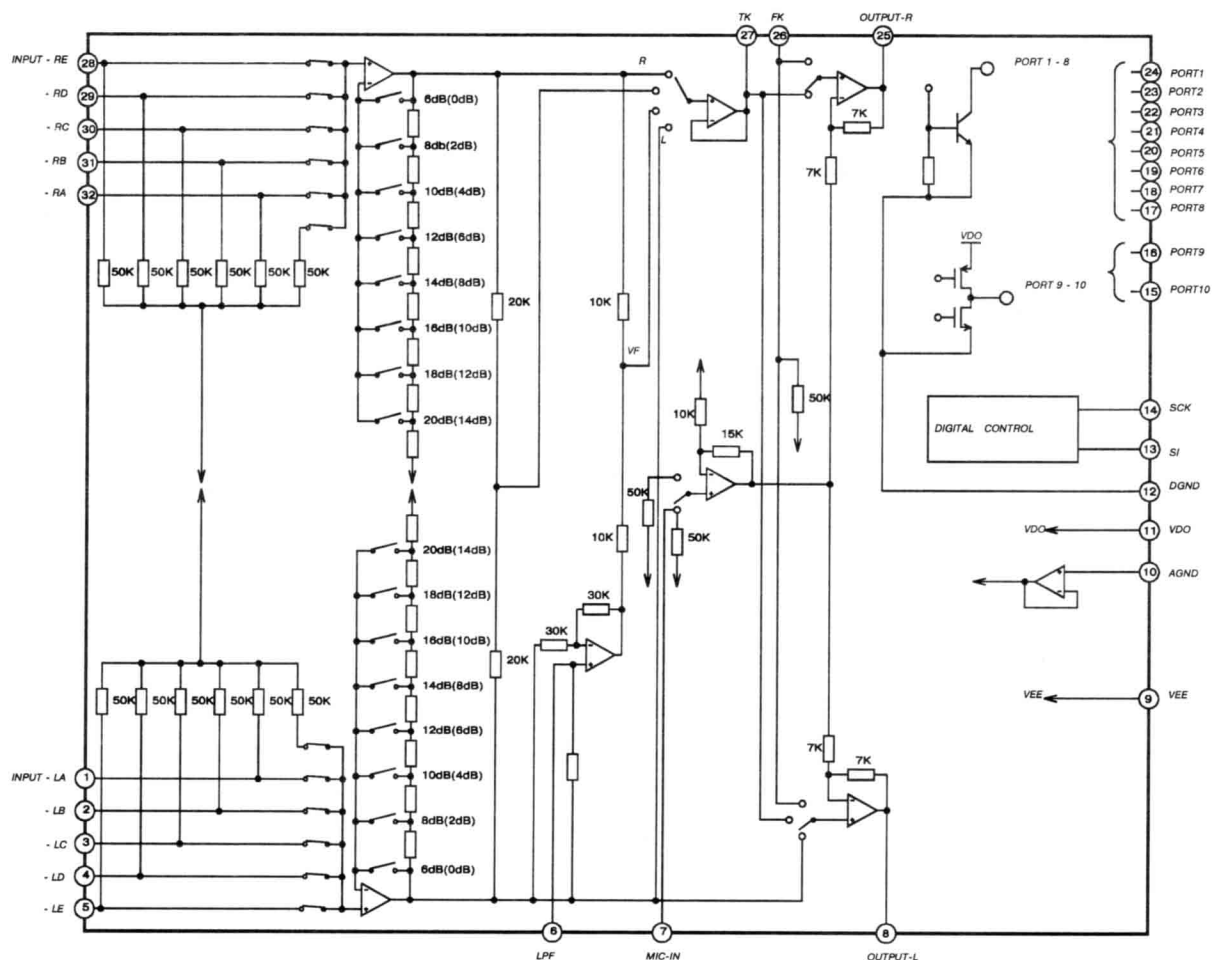 TK FK OUTPUT-R
27 26 25
INPUT - RE 28
- RD 29
- RC 30
- RB 31
- RA 32
50K 50K 50K 50K 50K 50K
6dB(0dB)
8db(2dB)
10dB(4dB)
12dB(6dB)
14dB(8dB)
16dB(10dB)
18dB(12dB)
20dB(14dB)
20K
10K
R
L
VF
7K
7K
PORT 1 - 8
24 PORT1
23 PORT2
22 PORT3
21 PORT4
20 PORT5
19 PORT6
18 PORT7
17 PORT8
VDO
PORT 9 - 10
16 PORT9
15 PORT10
50K
10K
15K
50K
50K
DIGITAL CONTROL
14 SCK
13 SI
12 DGND
VDO 11 VDO
10 AGND
VEE 9 VEE
20dB(14dB)
18dB(12dB)
16dB(10dB)
14dB(8dB)
12dB(6dB)
10dB(4dB)
8dB(2dB)
6dB(0dB)
10K
30K
30K
20K
50K 50K 50K 50K 50K 50K
7K
7K
INPUT - LA 1
- LB 2
- LC 3
- LD 4
- LE 5
6 7 8
LPF MIC-IN OUTPUT-L